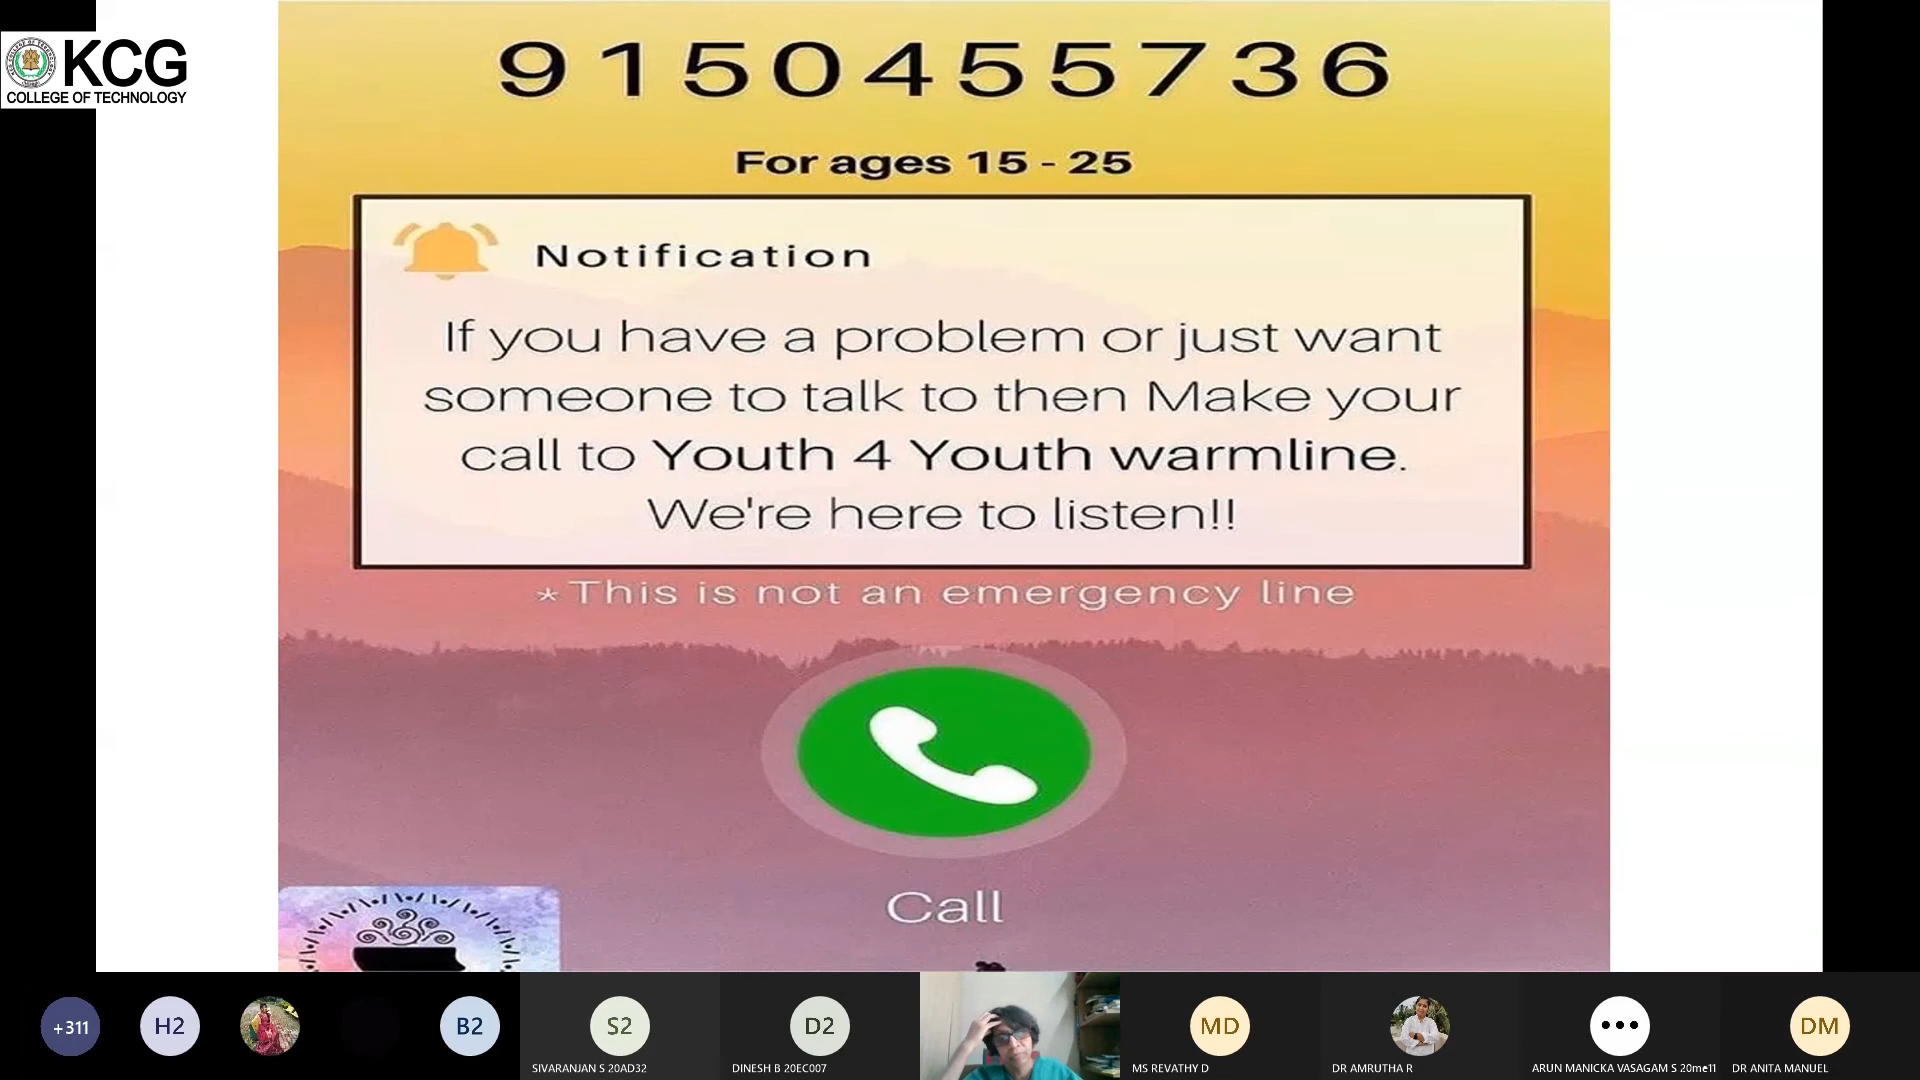 KCG
COLLEGE OF TECHNOLOGY
9150455736
For ages 15 - 25
Notification
If you have a problem or just want
someone to talk to then Make your
call to Youth 4 Youth warmline.
We're here to listen!!
*This is not an emergency line
Call
+311
H2
B2
S2
SIVARANJAN S 20AD32
D2
DINESH B 20EC007
MD
MS REVATHY D
DR AMRUTHA R
ARUN MANICKA VASAGAM S 20me11
DM
DR ANITA MANUEL